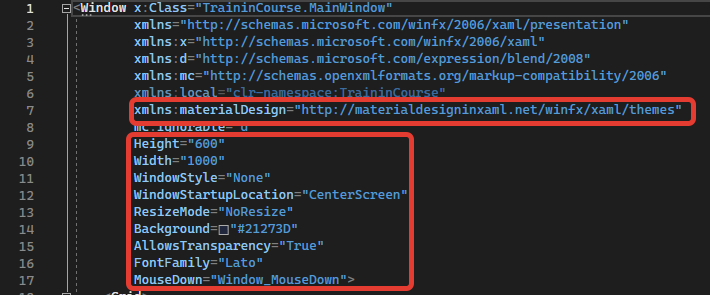 1 <Window x:Class="TraininCourse.MainWindow"
2 xmlns="http://schemas.microsoft.com/winfx/2006/xaml/presentation"
3 xmlns:x="http://schemas.microsoft.com/winfx/2006/xaml"
4 xmlns:d="http://schemas.microsoft.com/expression/blend/2008"
5 xmlns:mc="http://schemas.openxmlformats.org/markup-compatibility/2006"
6 xmlns:local="clr-namespace:TraininCourse"
7 xmlns:materialDesign="http://materialdesigninxaml.net/winfx/xaml/themes"
8 mc:Ignorable="d"
9 Height="600"
10 Width="1000"
11 WindowStyle="None"
12 WindowStartupLocation="CenterScreen"
13 ResizeMode="NoResize"
14 Background="#21273D"
15 AllowsTransparency="True"
16 FontFamily="Lato"
17 MouseDown="Window_MouseDown">
18 <Grid>